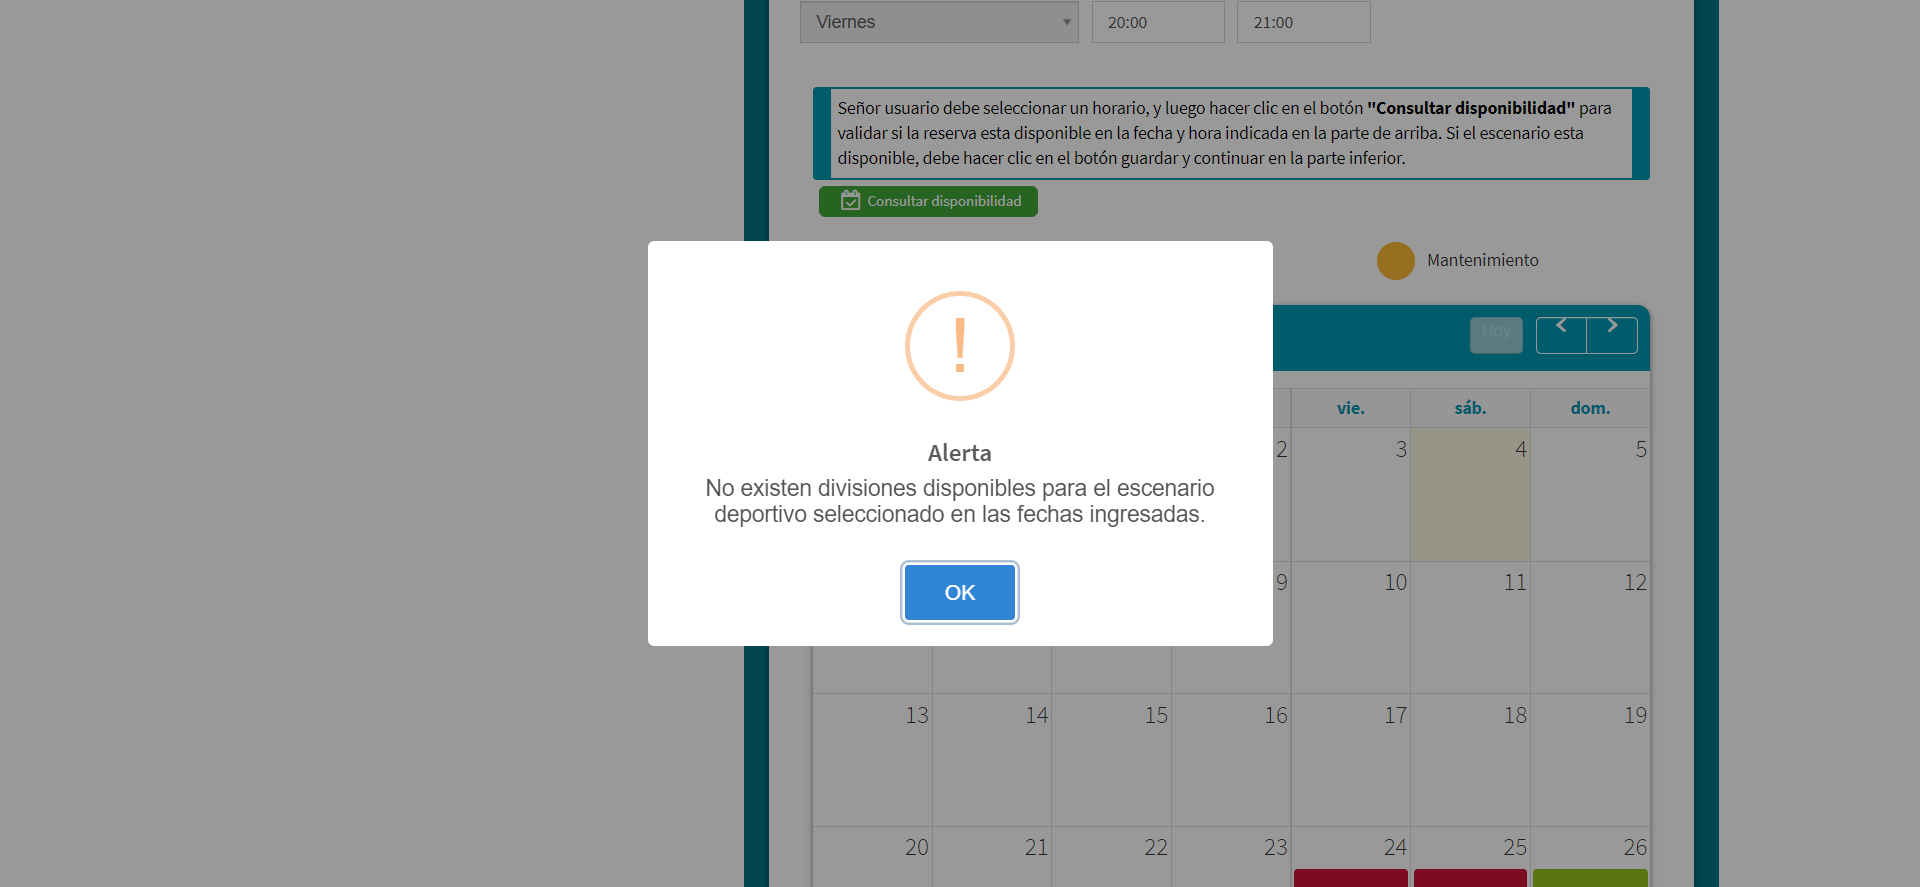 Viernes 20:00 21:00
Señor usuario debe seleccionar un horario, y luego hacer clic en el botón "Consultar disponibilidad" para
validar si la reserva esta disponible en la fecha y hora indicada en la parte de arriba. Si el escenario esta
disponible, debe hacer clic en el botón guardar y continuar en la parte inferior.
Consultar disponibilidad
Mantenimiento
Hoy
Alerta
No existen divisiones disponibles para el escenario
deportivo seleccionado en las fechas ingresadas.
OK
vie. sáb. dom.
2 3 4 5
9 10 11 12
13 14 15 16 17 18 19
20 21 22 23 24 25 26